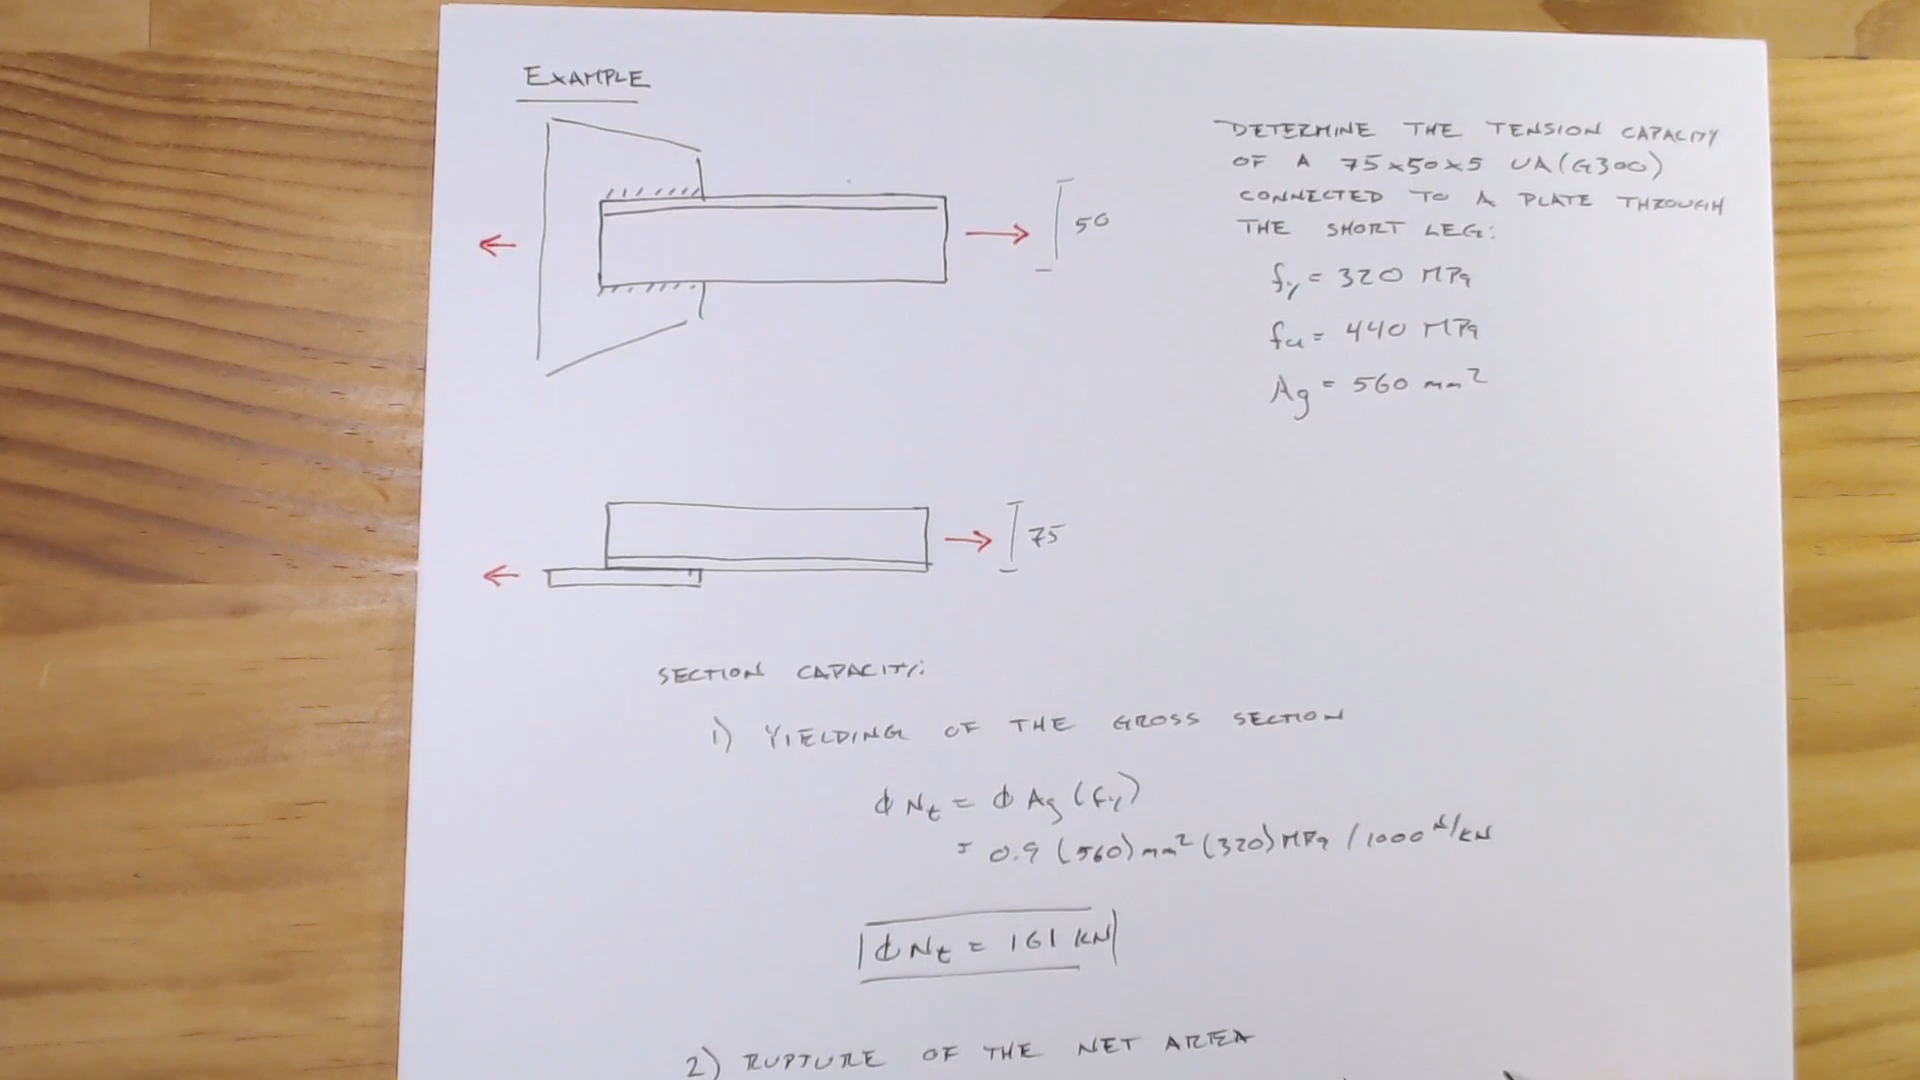 EXAMPLE
DETERMINE THE TENSION CAPACITY
OF A 75x50x5 UA (G300)
CONNECTED TO A PLATE THROUGH
THE SHORT LEG:
fy = 320 MPa
fu = 440 MPa
Ag = 560 mm²
50
75
SECTION CAPACITY:
1) YIELDING OF THE GROSS SECTION
ϕNt = ϕAg(fy)
= 0.9 (560) mm² (320) MPa / 1000 N/kN
ϕNt = 161 kN
2) RUPTURE OF THE NET AREA